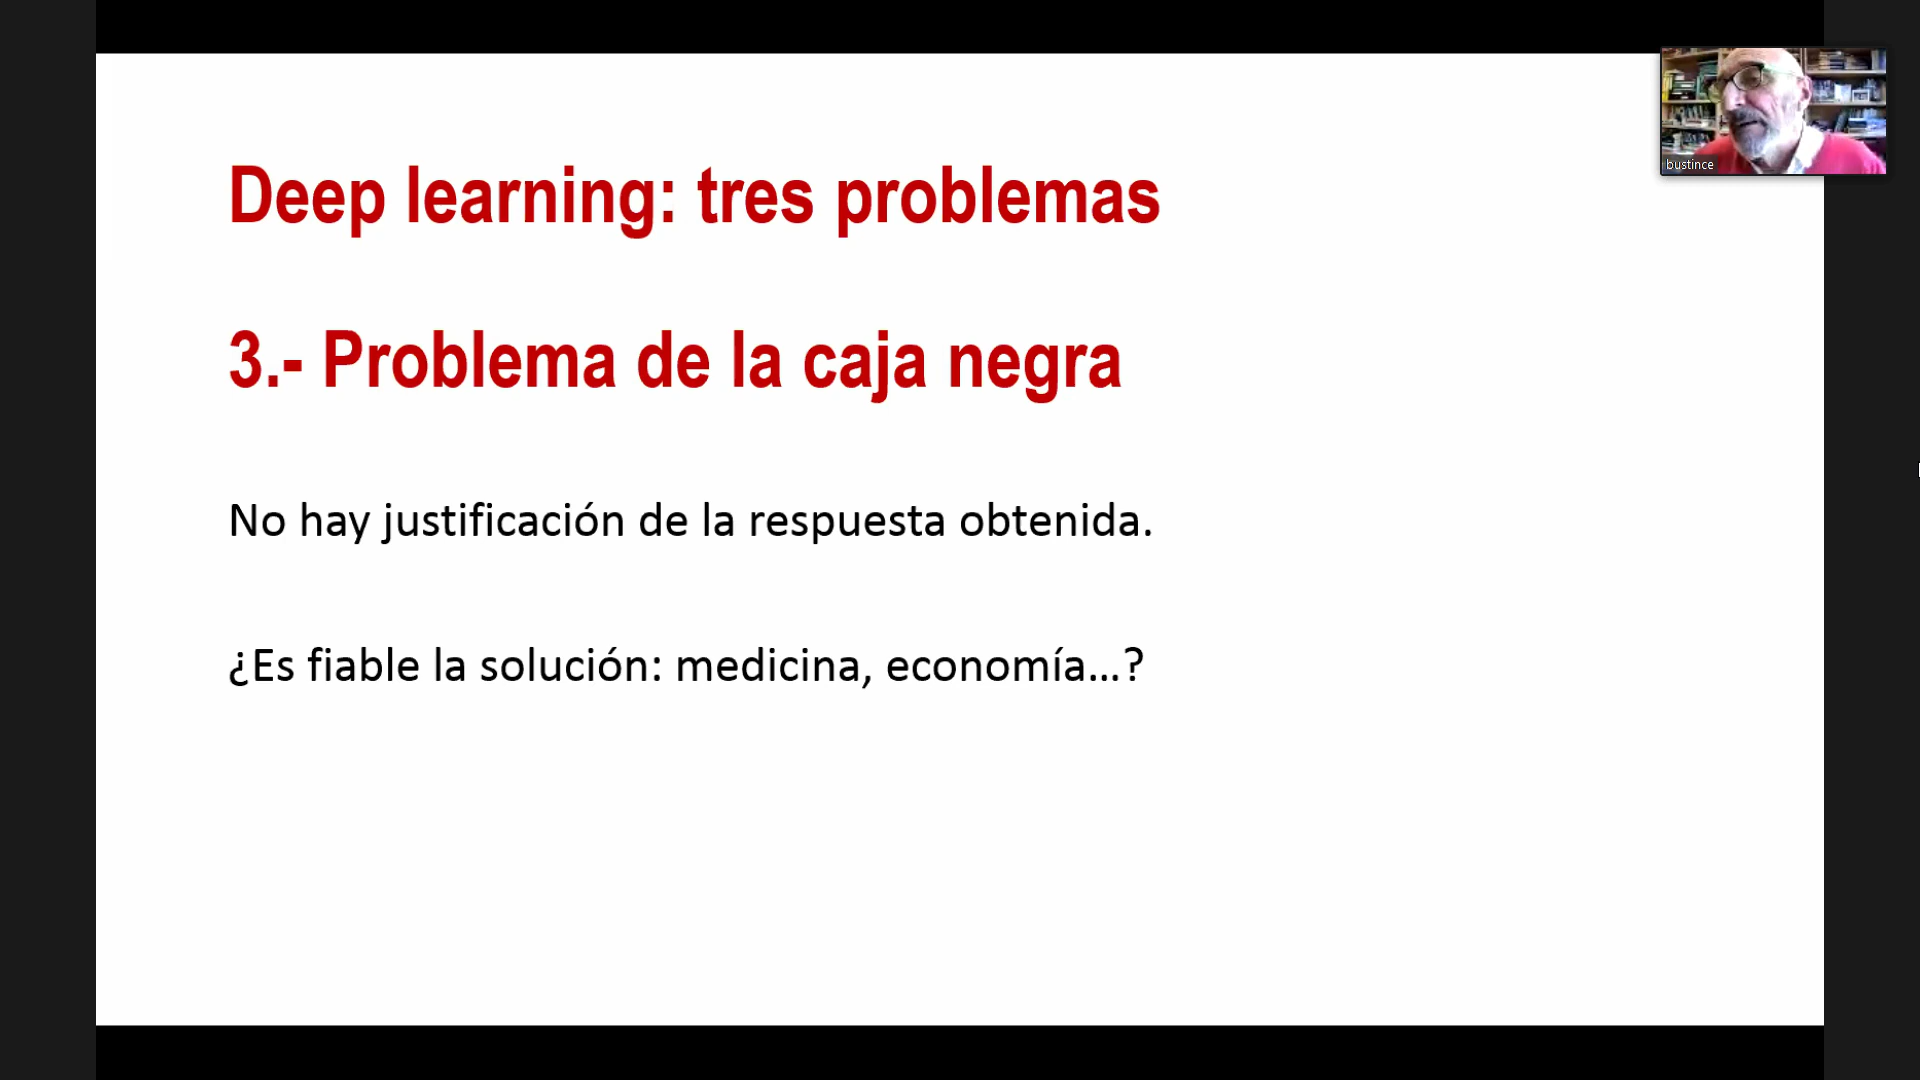 Deep learning: tres problemas
3.- Problema de la caja negra
No hay justificación de la respuesta obtenida.
¿Es fiable la solución: medicina, economía...?
bustince